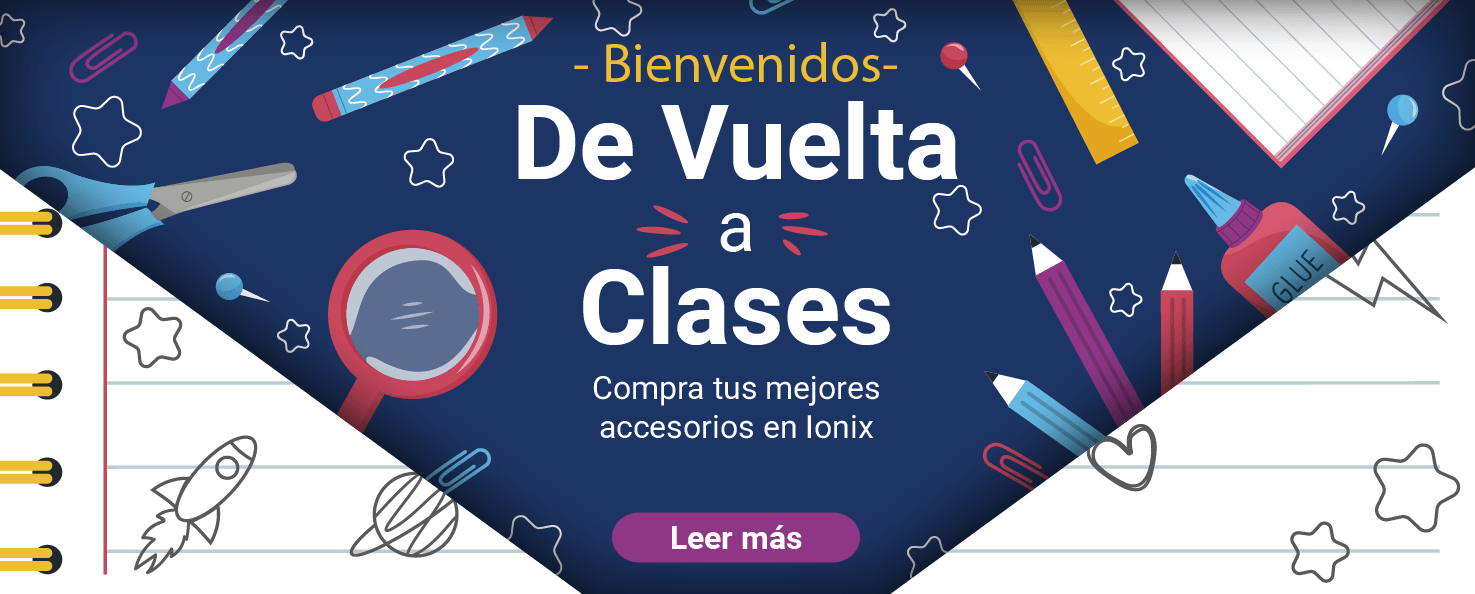 - Bienvenidos-
De Vuelta
a
Clases
Compra tus mejores
accesorios en Ionix
Leer más
GLUE